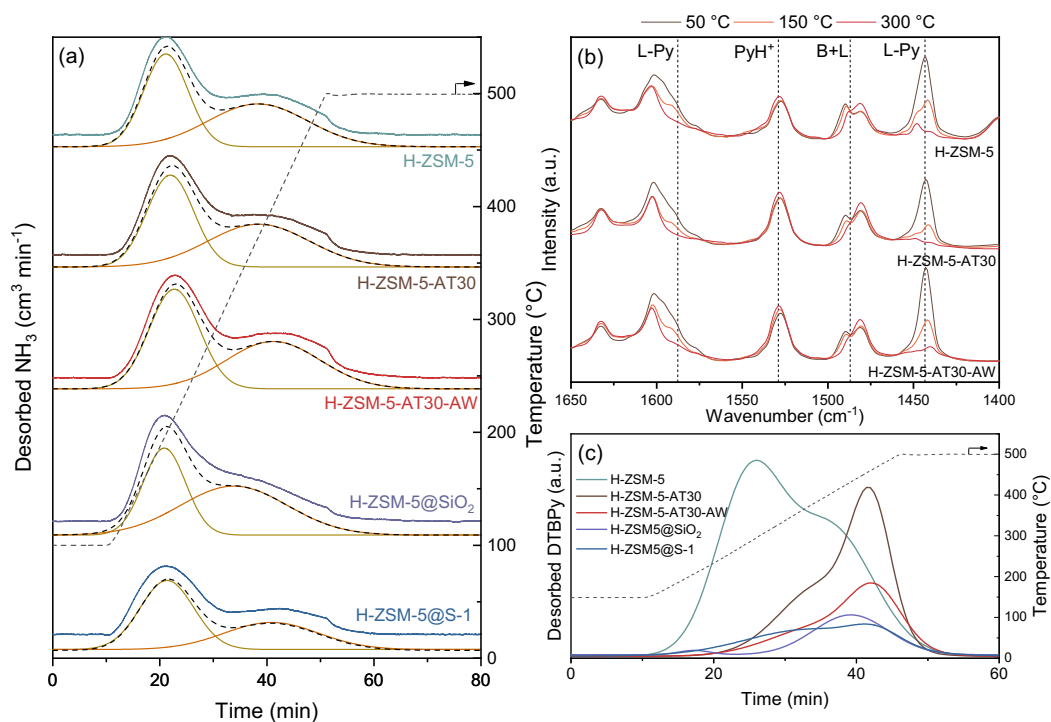 50 °C 150 °C 300 °C
(a)
Desorbed NH3 (cm3 min-1)
H-ZSM-5
H-ZSM-5-AT30
H-ZSM-5-AT30-AW
H-ZSM-5@SiO2
H-ZSM-5@S-1
500
400
300
200
100
0
Temperature (°C)
0 20 40 60 80
Time (min)
(b)
L-Py PyH+ B+L L-Py
Intensity (a.u.)
H-ZSM-5
H-ZSM-5-AT30
H-ZSM-5-AT30-AW
1650 1600 1550 1500 1450 1400
Wavenumber (cm-1)
(c)
Desorbed DTBPy (a.u.)
H-ZSM-5
H-ZSM-5-AT30
H-ZSM-5-AT30-AW
H-ZSM5@SiO2
H-ZSM5@S-1
500
400
300
200
100
0
Temperature (°C)
0 20 40 60
Time (min)